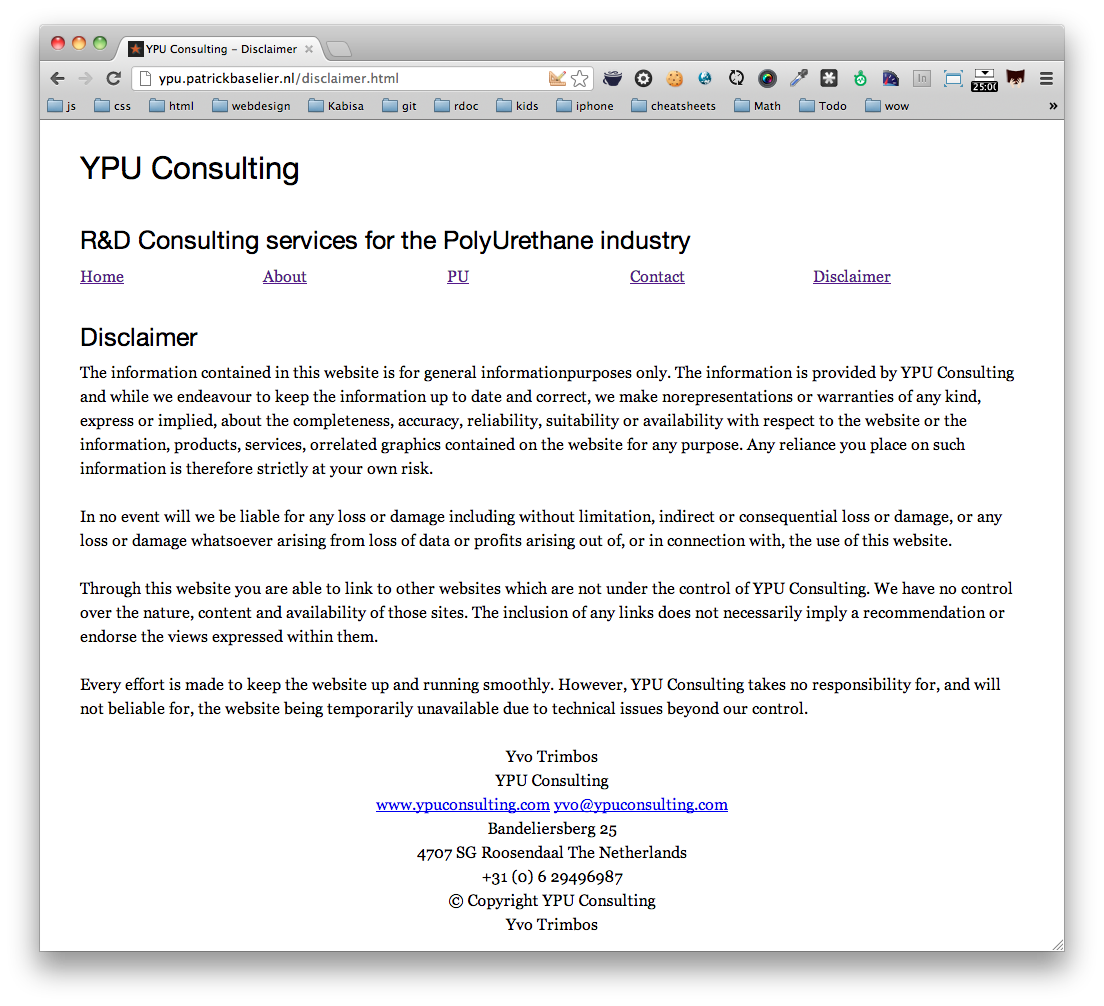 YPU Consulting – Disclaimer
ypu.patrickbaselier.nl/disclaimer.html
In
25:00
js css html webdesign Kabisa git rdoc kids iphone cheatsheets Math Todo wow »
YPU Consulting
R&D Consulting services for the PolyUrethane industry
Home About PU Contact Disclaimer
Disclaimer
The information contained in this website is for general informationpurposes only. The information is provided by YPU Consulting
and while we endeavour to keep the information up to date and correct, we make norepresentations or warranties of any kind,
express or implied, about the completeness, accuracy, reliability, suitability or availability with respect to the website or the
information, products, services, orrelated graphics contained on the website for any purpose. Any reliance you place on such
information is therefore strictly at your own risk.
In no event will we be liable for any loss or damage including without limitation, indirect or consequential loss or damage, or any
loss or damage whatsoever arising from loss of data or profits arising out of, or in connection with, the use of this website.
Through this website you are able to link to other websites which are not under the control of YPU Consulting. We have no control
over the nature, content and availability of those sites. The inclusion of any links does not necessarily imply a recommendation or
endorse the views expressed within them.
Every effort is made to keep the website up and running smoothly. However, YPU Consulting takes no responsibility for, and will
not beliable for, the website being temporarily unavailable due to technical issues beyond our control.
Yvo Trimbos
YPU Consulting
www.ypuconsulting.com yvo@ypuconsulting.com
Bandeliersberg 25
4707 SG Roosendaal The Netherlands
+31 (0) 6 29496987
© Copyright YPU Consulting
Yvo Trimbos